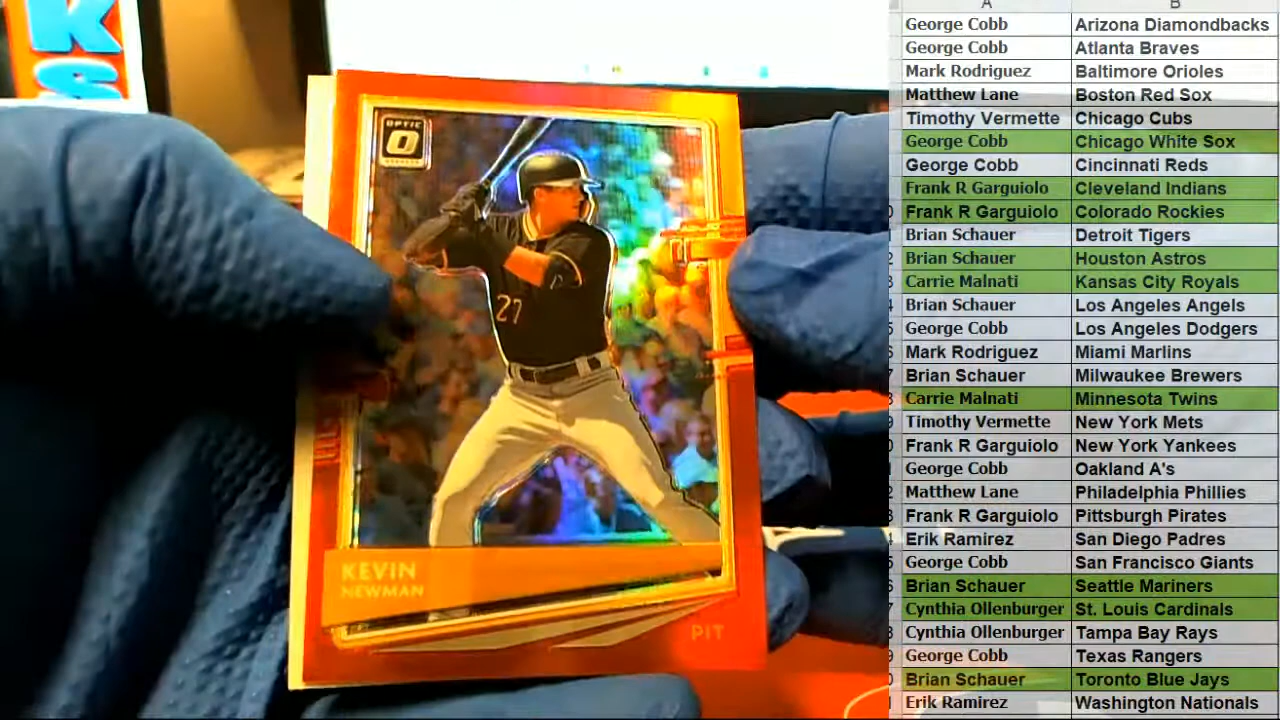 K
S
OPTIC
O
27
KEVIN
NEWMAN
PIT
A B
George Cobb Arizona Diamondbacks
George Cobb Atlanta Braves
Mark Rodriguez Baltimore Orioles
Matthew Lane Boston Red Sox
Timothy Vermette Chicago Cubs
George Cobb Chicago White Sox
George Cobb Cincinnati Reds
Frank R Garguiolo Cleveland Indians
Frank R Garguiolo Colorado Rockies
Brian Schauer Detroit Tigers
Brian Schauer Houston Astros
Carrie Malnati Kansas City Royals
Brian Schauer Los Angeles Angels
George Cobb Los Angeles Dodgers
Mark Rodriguez Miami Marlins
Brian Schauer Milwaukee Brewers
Carrie Malnati Minnesota Twins
Timothy Vermette New York Mets
Frank R Garguiolo New York Yankees
George Cobb Oakland A's
Matthew Lane Philadelphia Phillies
Frank R Garguiolo Pittsburgh Pirates
Erik Ramirez San Diego Padres
George Cobb San Francisco Giants
Brian Schauer Seattle Mariners
Cynthia Ollenburger St. Louis Cardinals
Cynthia Ollenburger Tampa Bay Rays
George Cobb Texas Rangers
Brian Schauer Toronto Blue Jays
Erik Ramirez Washington Nationals